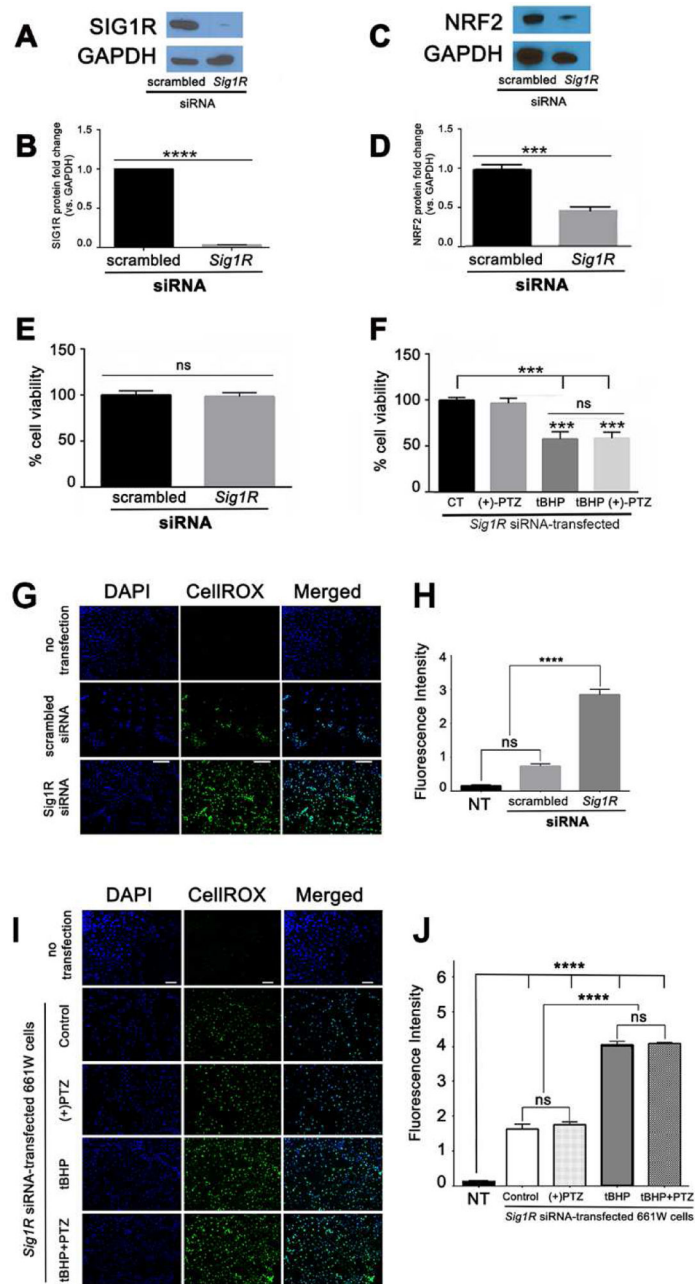 A
SIG1R
GAPDH
scrambled Sig1R
siRNA
C
NRF2
GAPDH
scrambled Sig1R
siRNA
B
SIG1R protein fold change
(vs. GAPDH)
1.5
1.0
0.5
0.0
****
scrambled Sig1R
siRNA
D
NRF2 protein fold change
(vs. GAPDH)
1.5
1.0
0.5
0.0
***
scrambled Sig1R
siRNA
E
% cell viability
150
100
50
0
ns
scrambled Sig1R
siRNA
F
% cell viability
150
100
50
0
***
ns
*** ***
CT (+)-PTZ tBHP tBHP (+)-PTZ
Sig1R siRNA-transfected
G
DAPI CellROX Merged
no
transfection
scrambled
siRNA
Sig1R
siRNA
H
Fluorescence Intensity
4
3
2
1
0
****
ns
NT scrambled Sig1R
siRNA
I
DAPI CellROX Merged
no
transfection
Sig1R siRNA-transfected 661W cells
Control
(+)PTZ
tBHP
tBHP+PTZ
J
Fluorescence Intensity
6
5
4
3
2
1
0
****
****
ns
ns
NT Control (+)PTZ tBHP tBHP+PTZ
Sig1R siRNA-transfected 661W cells